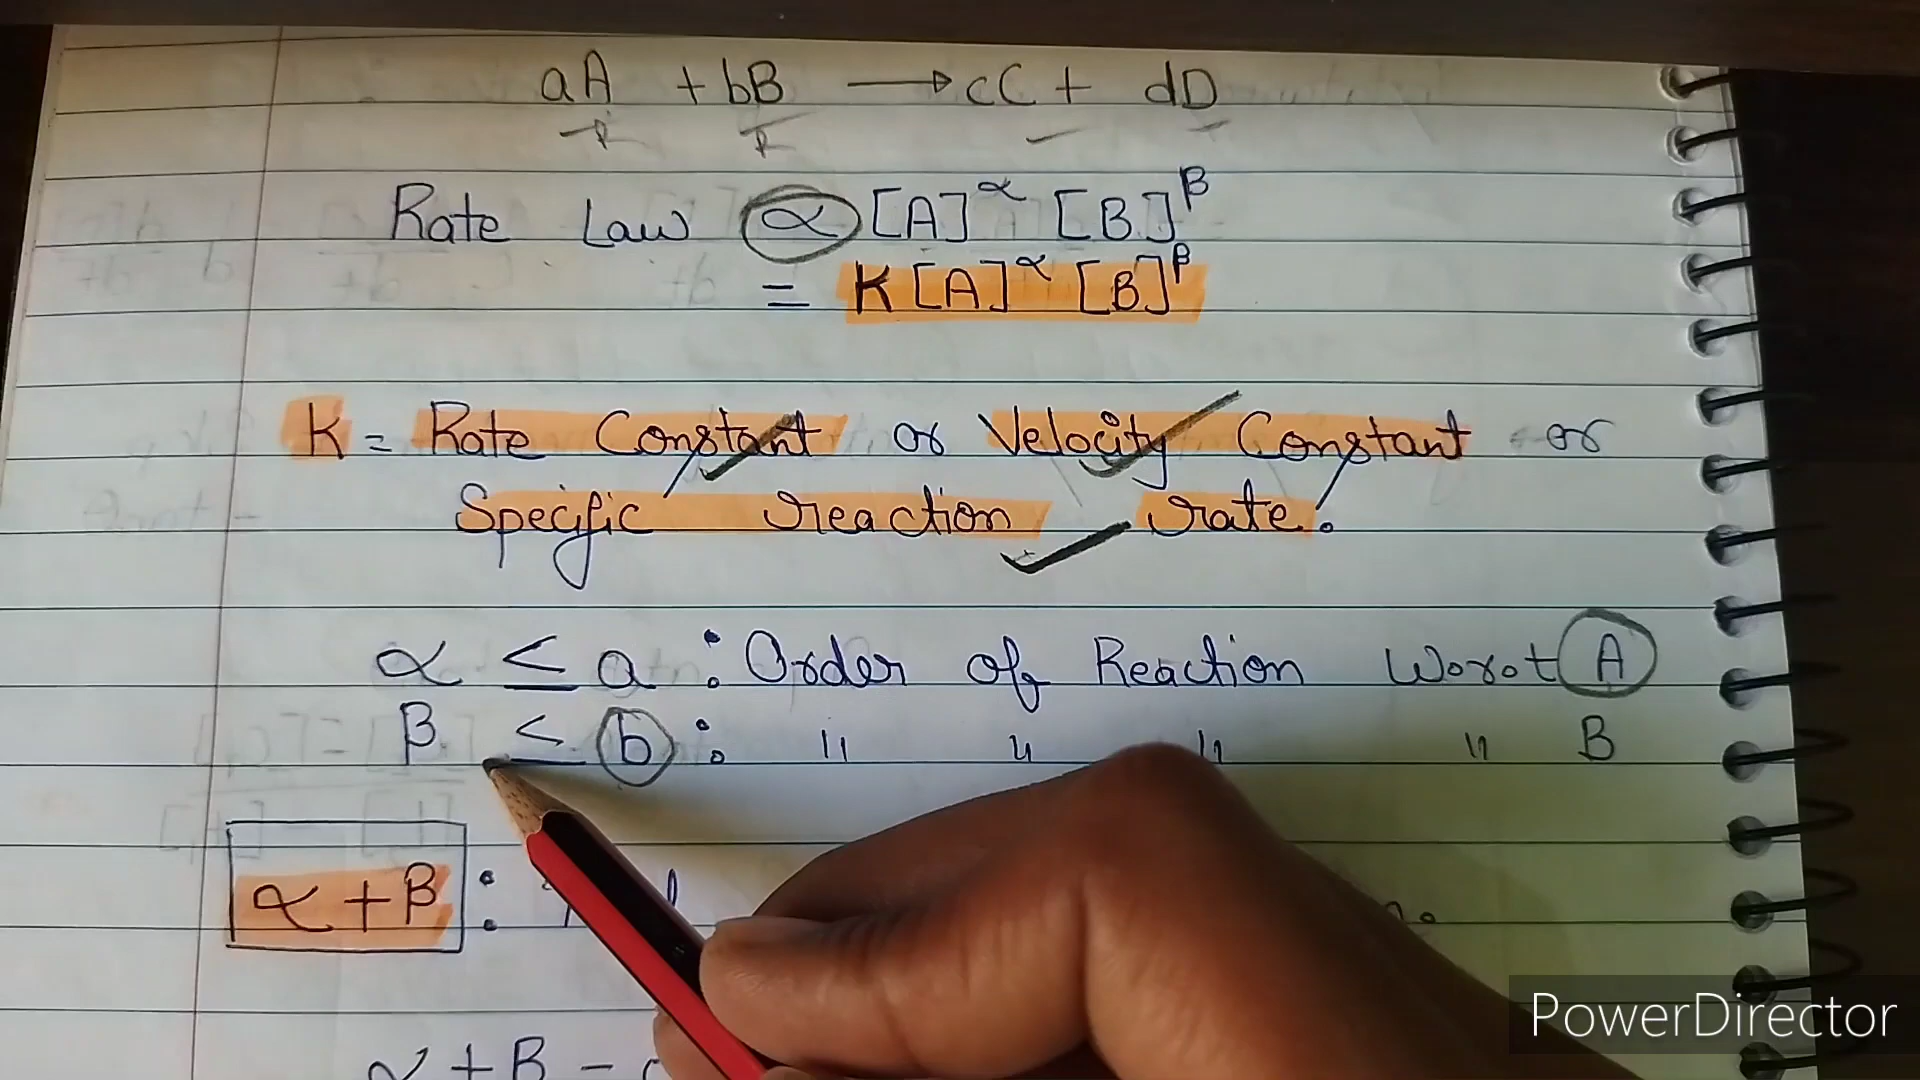 aA + bB → cC + dD
R R
Rate Law ∝ [A]^α [B]^β
= K[A]^α [B]^β
K = Rate Constant or Velocity Constant or
Specific reaction rate.
α ≤ a : Order of Reaction w.r.t A
β ≤ b : " " " " B
α + β :
α + β =
PowerDirector